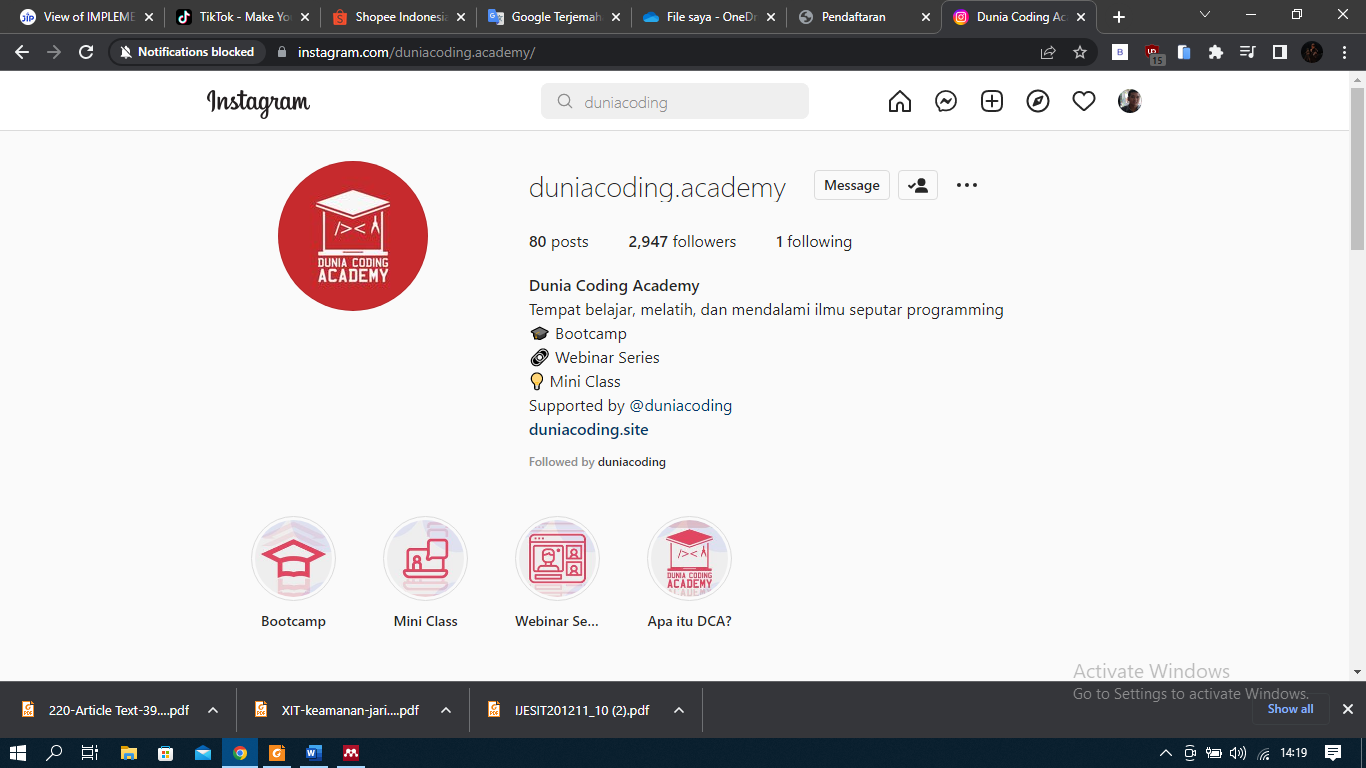 View of IMPLEME
TikTok - Make Yo
Shopee Indonesia
Google Terjemah
File saya - OneDr
Pendaftaran
Dunia Coding Ac
Notifications blocked
instagram.com/duniacoding.academy/
15
Instagram
duniacoding
duniacoding.academy
Message
80 posts 2,947 followers 1 following
Dunia Coding Academy
Tempat belajar, melatih, dan mendalami ilmu seputar programming
Bootcamp
Webinar Series
Mini Class
Supported by @duniacoding
duniacoding.site
Followed by duniacoding
/><
DUNIA CODING
ACADEMY
Bootcamp
Mini Class
Webinar Se...
/><
DUNIA CODING
ACADEMY
Apa itu DCA?
Activate Windows
Go to Settings to activate Windows.
220-Article Text-39....pdf
XIT-keamanan-jari....pdf
IJESIT201211_10 (2).pdf
Show all
14:19